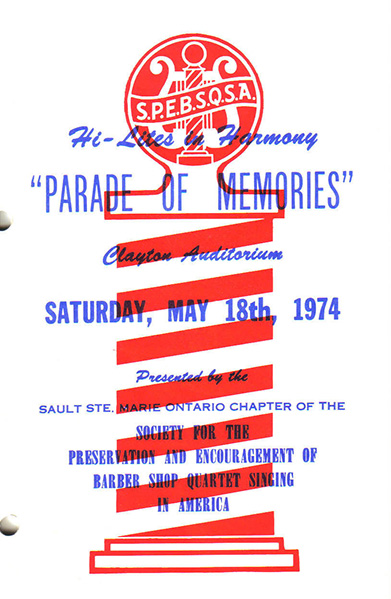 S.P.E.B.S.Q.S.A.
Hi-Lites in Harmony
"PARADE OF MEMORIES"
Clayton Auditorium
SATURDAY, MAY 18th, 1974
Presented by the
SAULT STE. MARIE ONTARIO CHAPTER OF THE
SOCIETY FOR THE
PRESERVATION AND ENCOURAGEMENT OF
BARBER SHOP QUARTET SINGING
IN AMERICA